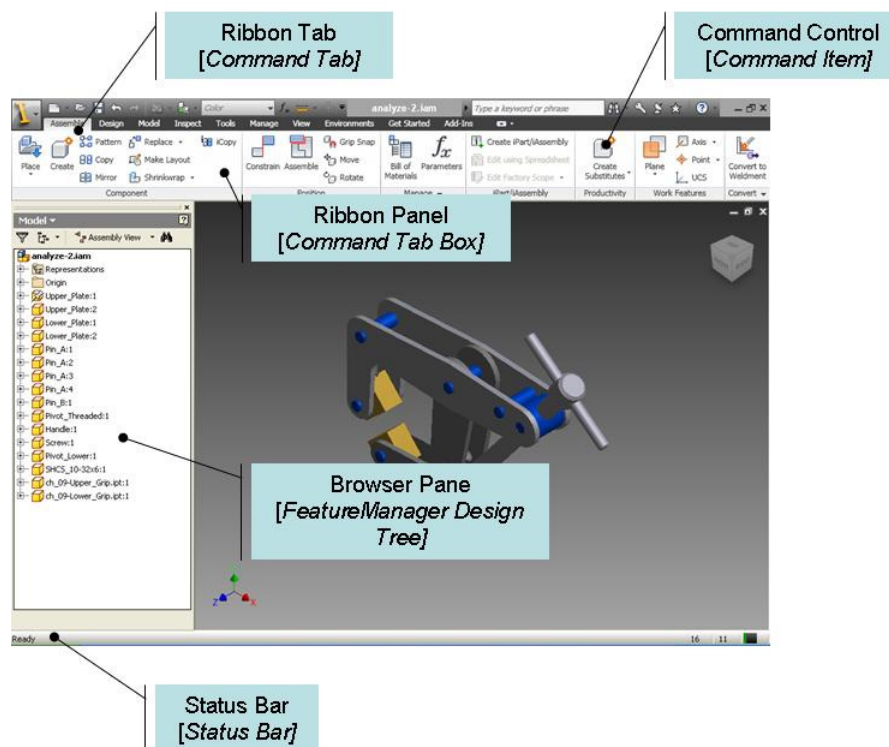 Ribbon Tab
[Command Tab]
Command Control
[Command Item]
Color
analyze-2.iam
Type a keyword or phrase
Assemble Design Model Inspect Tools Manage View Environments Get Started Add-Ins
Place
Create
Pattern
Copy
Mirror
Replace
Make Layout
Shrinkwrap
iCopy
Component
Constrain
Assemble
Grip Snap
Move
Rotate
Position
Bill of
Materials
Parameters
Manage
Create iPart/iAssembly
Edit using Spreadsheet
Edit Factory Scope
iPart/iAssembly
Create
Substitutes
Productivity
Plane
Axis
Point
UCS
Work Features
Convert to
Weldment
Convert
Ribbon Panel
[Command Tab Box]
Model
Assembly View
analyze-2.iam
Representations
Origin
Upper_Plate:1
Upper_Plate:2
Lower_Plate:1
Lower_Plate:2
Pin_A:1
Pin_A:2
Pin_A:3
Pin_A:4
Pin_B:1
Pivot_Threaded:1
Handle:1
Screw:1
Pivot_Lower:1
SHCS_10-32x6:1
ch_09-Upper_Grip.ipt:1
ch_09-Lower_Grip.ipt:1
Browser Pane
[FeatureManager Design
Tree]
Z
X
Ready
16 11
Status Bar
[Status Bar]